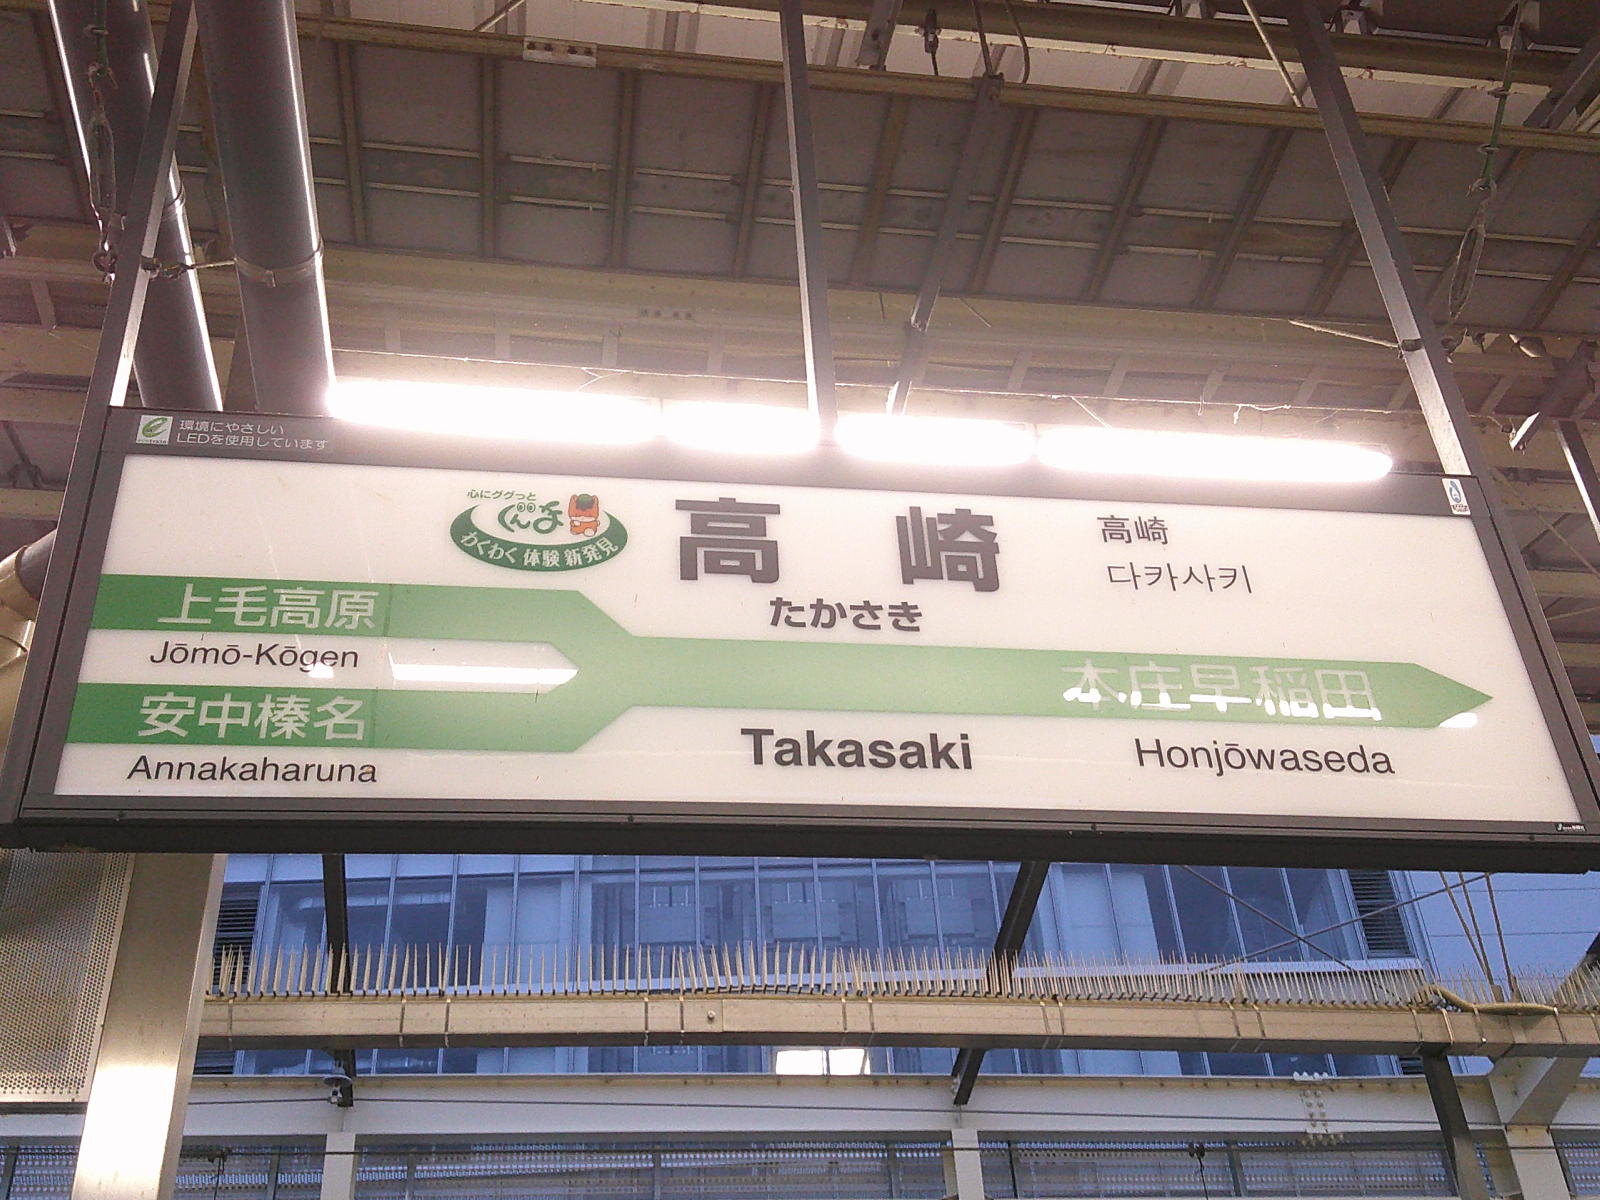 環境にやさしい
LEDを使用しています
心にググっと
ぐんま
わくわく 体験 新発見
高崎
たかさき
高崎
다카사키
上毛高原
Jōmō-Kōgen
安中榛名
Annakaharuna
Takasaki
本庄早稲田
Honjōwaseda